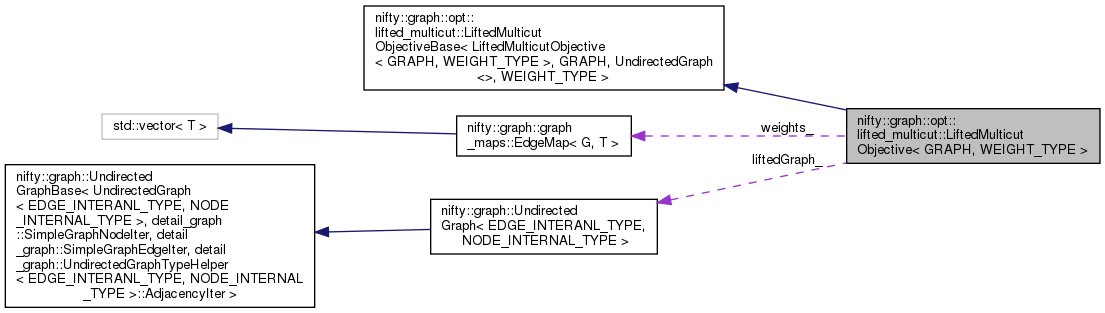 nifty::graph::opt::
lifted_multicut::LiftedMulticut
ObjectiveBase< LiftedMulticutObjective
< GRAPH, WEIGHT_TYPE >, GRAPH, UndirectedGraph
<>, WEIGHT_TYPE >
std::vector< T >
nifty::graph::graph
_maps::EdgeMap< G, T >
weights_
nifty::graph::opt::
lifted_multicut::LiftedMulticut
Objective< GRAPH, WEIGHT_TYPE >
liftedGraph_
nifty::graph::Undirected
GraphBase< UndirectedGraph
< EDGE_INTERANL_TYPE, NODE
_INTERNAL_TYPE >, detail_graph
::SimpleGraphNodeIter, detail
_graph::SimpleGraphEdgeIter, detail
_graph::UndirectedGraphTypeHelper
< EDGE_INTERANL_TYPE, NODE_INTERNAL
_TYPE >::AdjacencyIter >
nifty::graph::Undirected
Graph< EDGE_INTERANL_TYPE,
NODE_INTERNAL_TYPE >